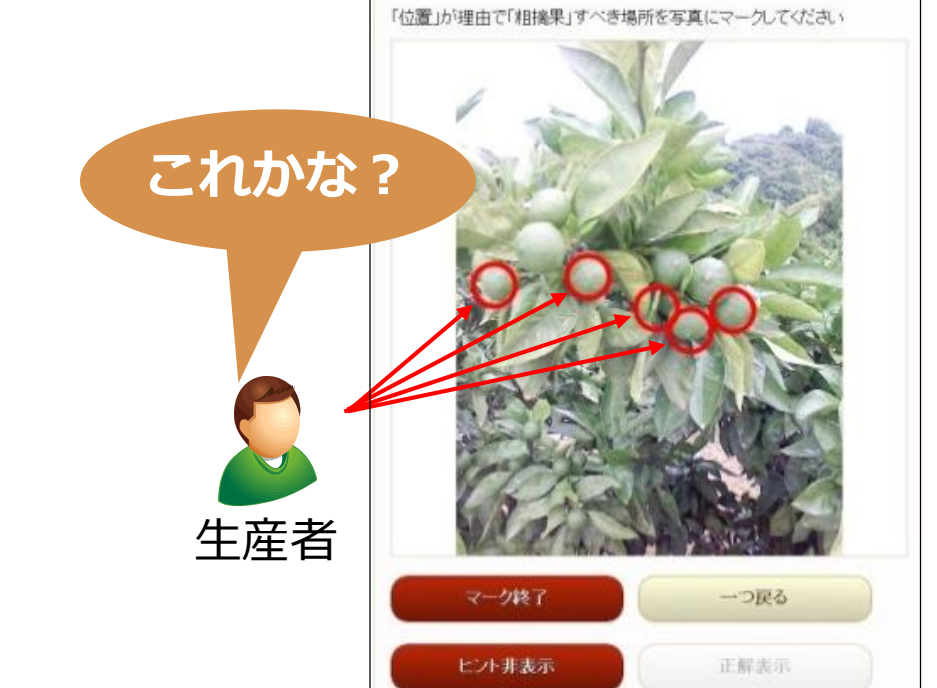 「位置」が理由で「粗摘果」すべき場所を写真にマークしてください
これかな？
生産者
マーク終了
一つ戻る
ヒント非表示
正解表示